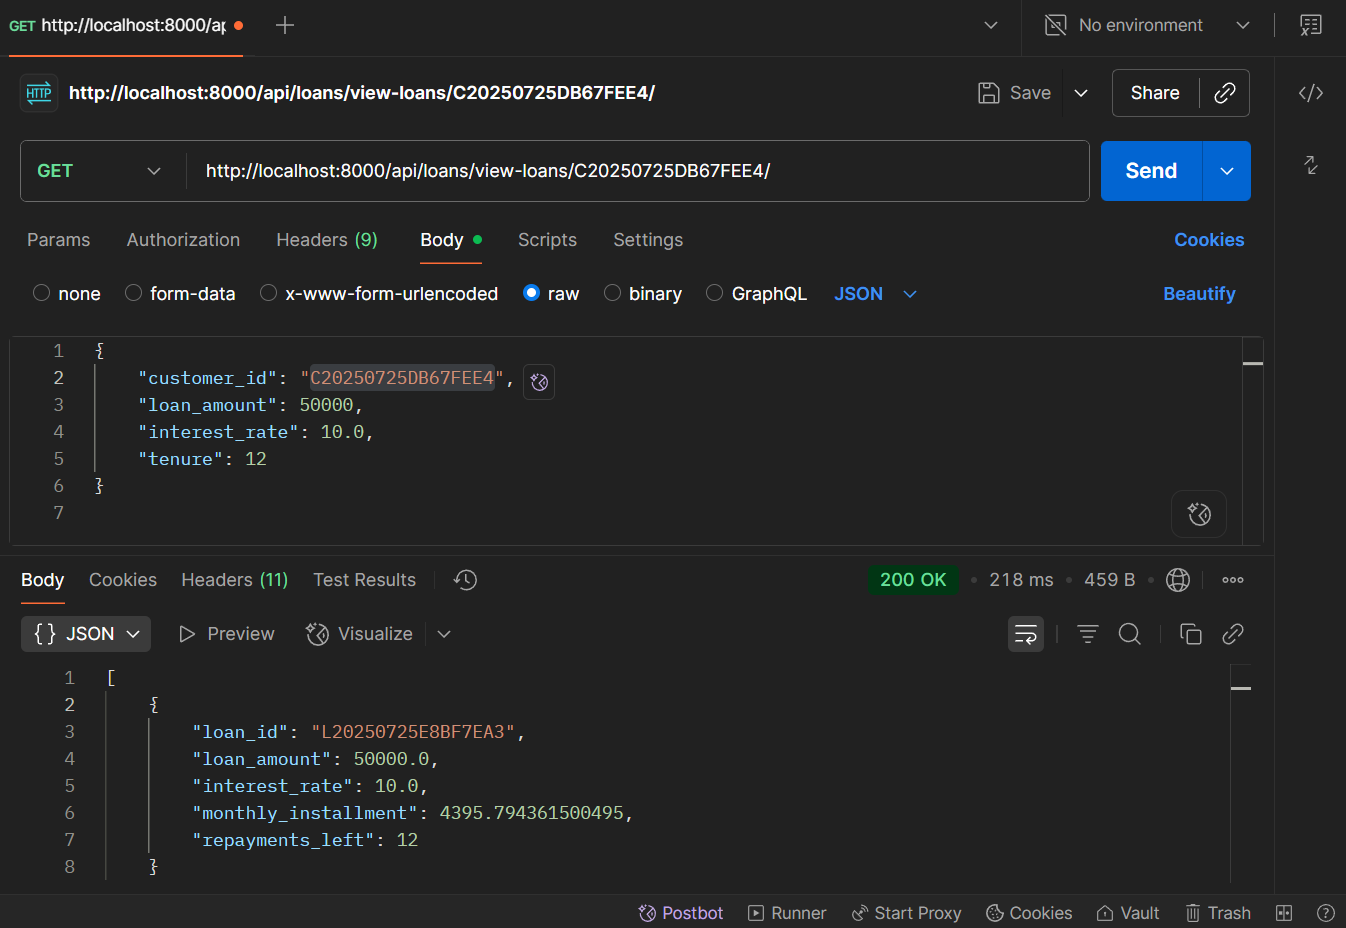 GET http://localhost:8000/ap
No environment
HTTP http://localhost:8000/api/loans/view-loans/C20250725DB67FEE4/
Save
Share
GET http://localhost:8000/api/loans/view-loans/C20250725DB67FEE4/
Send
Params Authorization Headers (9) Body Scripts Settings Cookies
none form-data x-www-form-urlencoded raw binary GraphQL JSON Beautify
1 {
2 "customer_id": "C20250725DB67FEE4",
3 "loan_amount": 50000,
4 "interest_rate": 10.0,
5 "tenure": 12
6 }
7
Body Cookies Headers (11) Test Results 200 OK 218 ms 459 B
{} JSON Preview Visualize
1 [
2 {
3 "loan_id": "L20250725E8BF7EA3",
4 "loan_amount": 50000.0,
5 "interest_rate": 10.0,
6 "monthly_installment": 4395.794361500495,
7 "repayments_left": 12
8 }
Postbot Runner Start Proxy Cookies Vault Trash